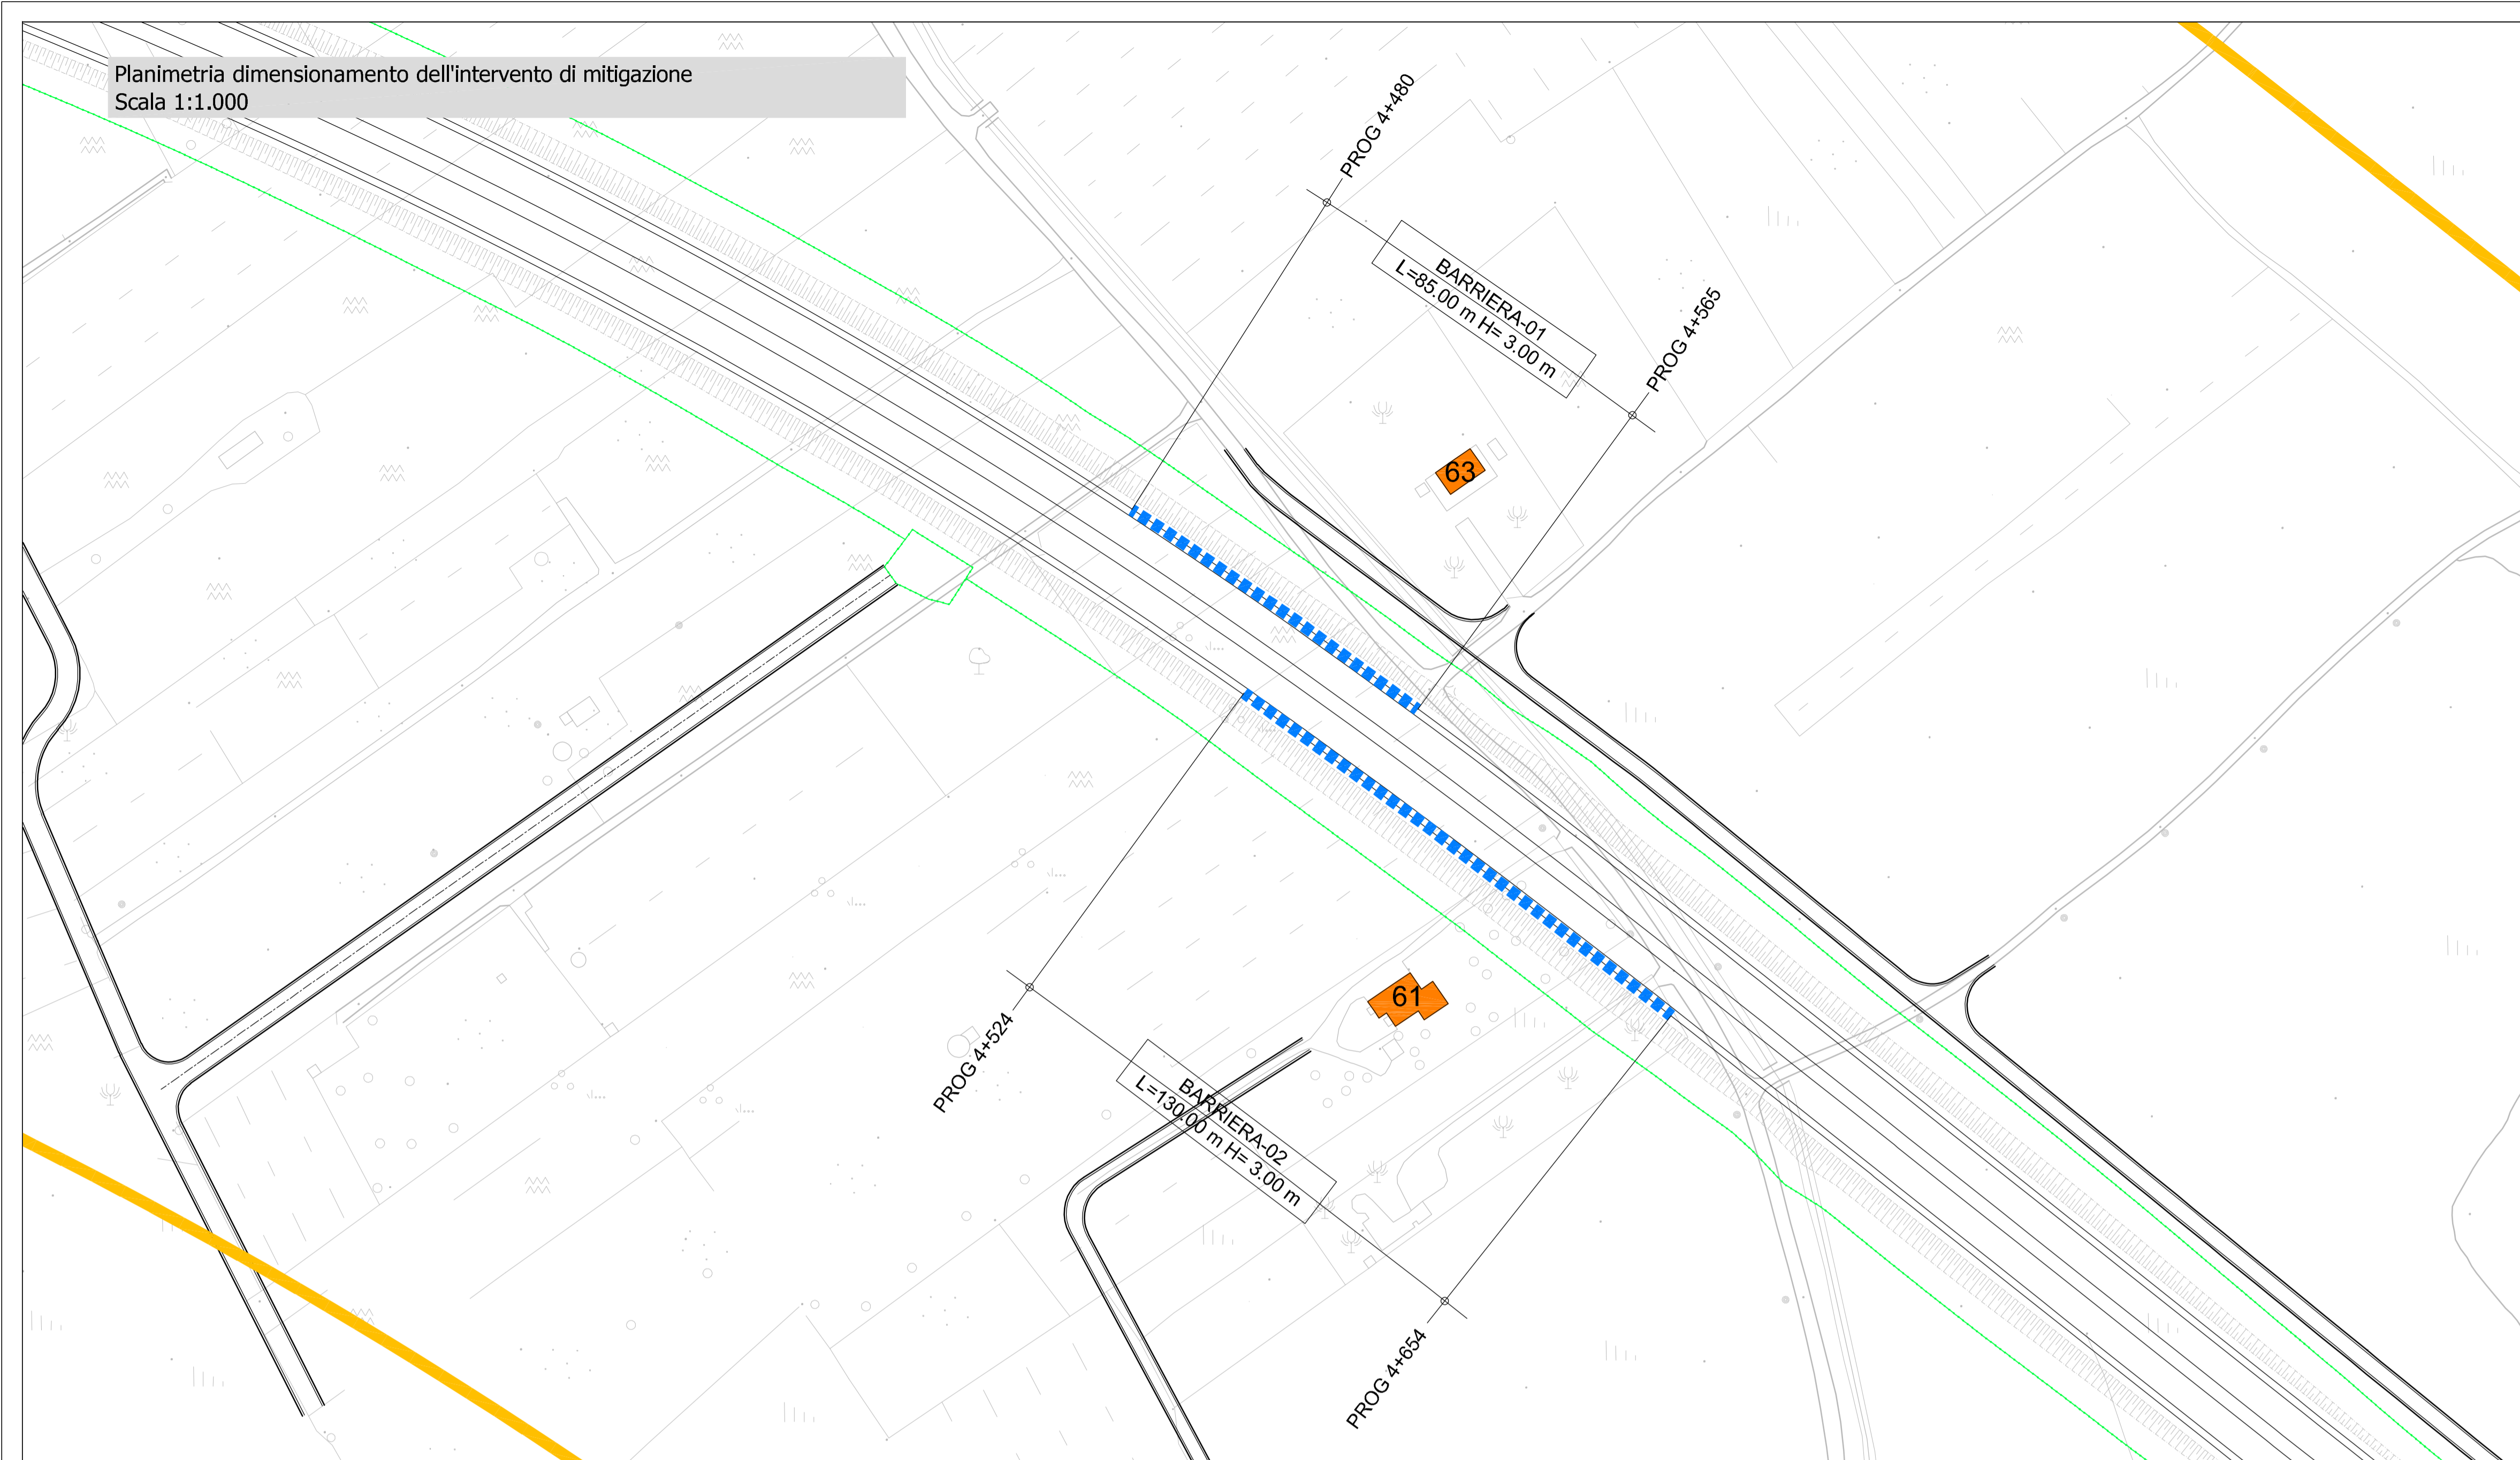 Planimetria dimensionamento dell'intervento di mitigazione
Scala 1:1.000
PROG 4+480
BARRIERA-01
L=85.00 m H= 3.00 m
PROG 4+565
63
61
PROG 4+524
BARRIERA-02
L=130.00 m H= 3.00 m
PROG 4+654